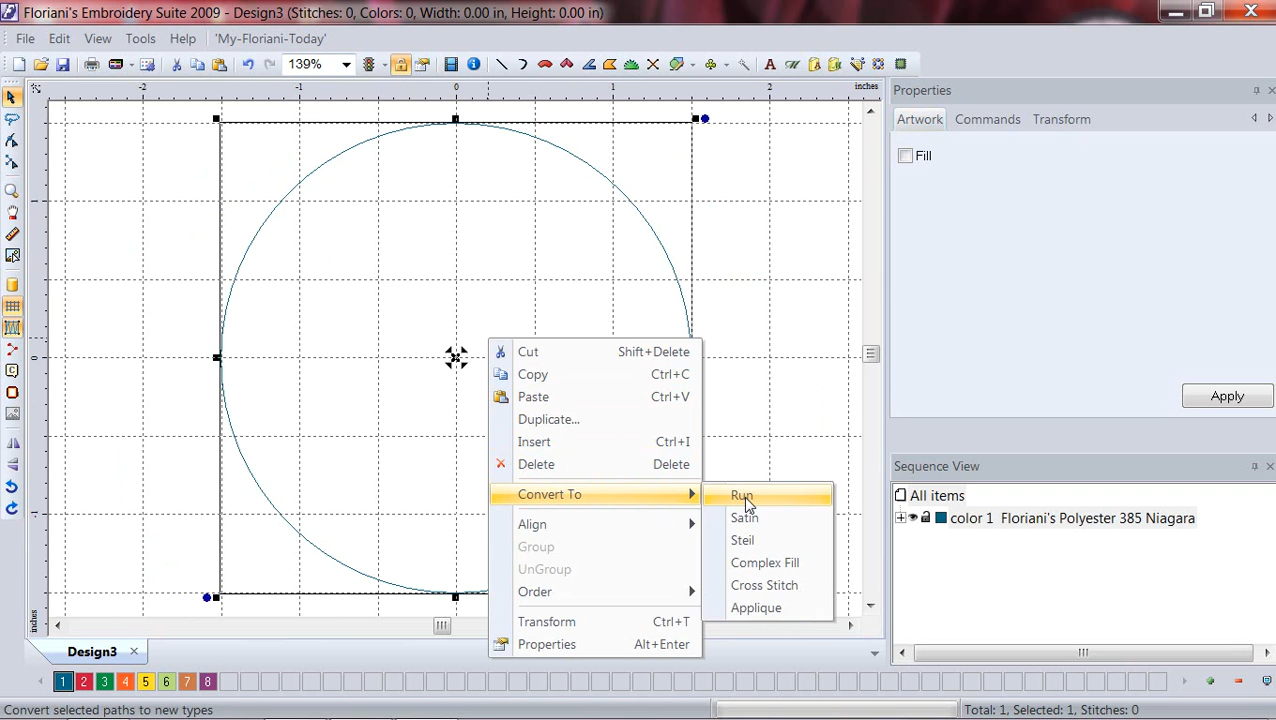 Floriani's Embroidery Suite 2009 - Design3 (Stitches: 0, Colors: 0, Width: 0.00 in, Height: 0.00 in)
File Edit View Tools Help 'My-Floriani-Today'
139%
-2 -1 0 1 2 inches
1
0
-1
inches
Cut Shift+Delete
Copy Ctrl+C
Paste Ctrl+V
Duplicate...
Insert Ctrl+I
Delete Delete
Convert To
Align
Group
UnGroup
Order
Transform Ctrl+T
Properties Alt+Enter
Run
Satin
Steil
Complex Fill
Cross Stitch
Applique
Properties
Artwork Commands Transform
Fill
Apply
Sequence View
All items
color 1 Floriani's Polyester 385 Niagara
Design3
1 2 3 4 5 6 7 8
Convert selected paths to new types
Total: 1, Selected: 1, Stitches: 0